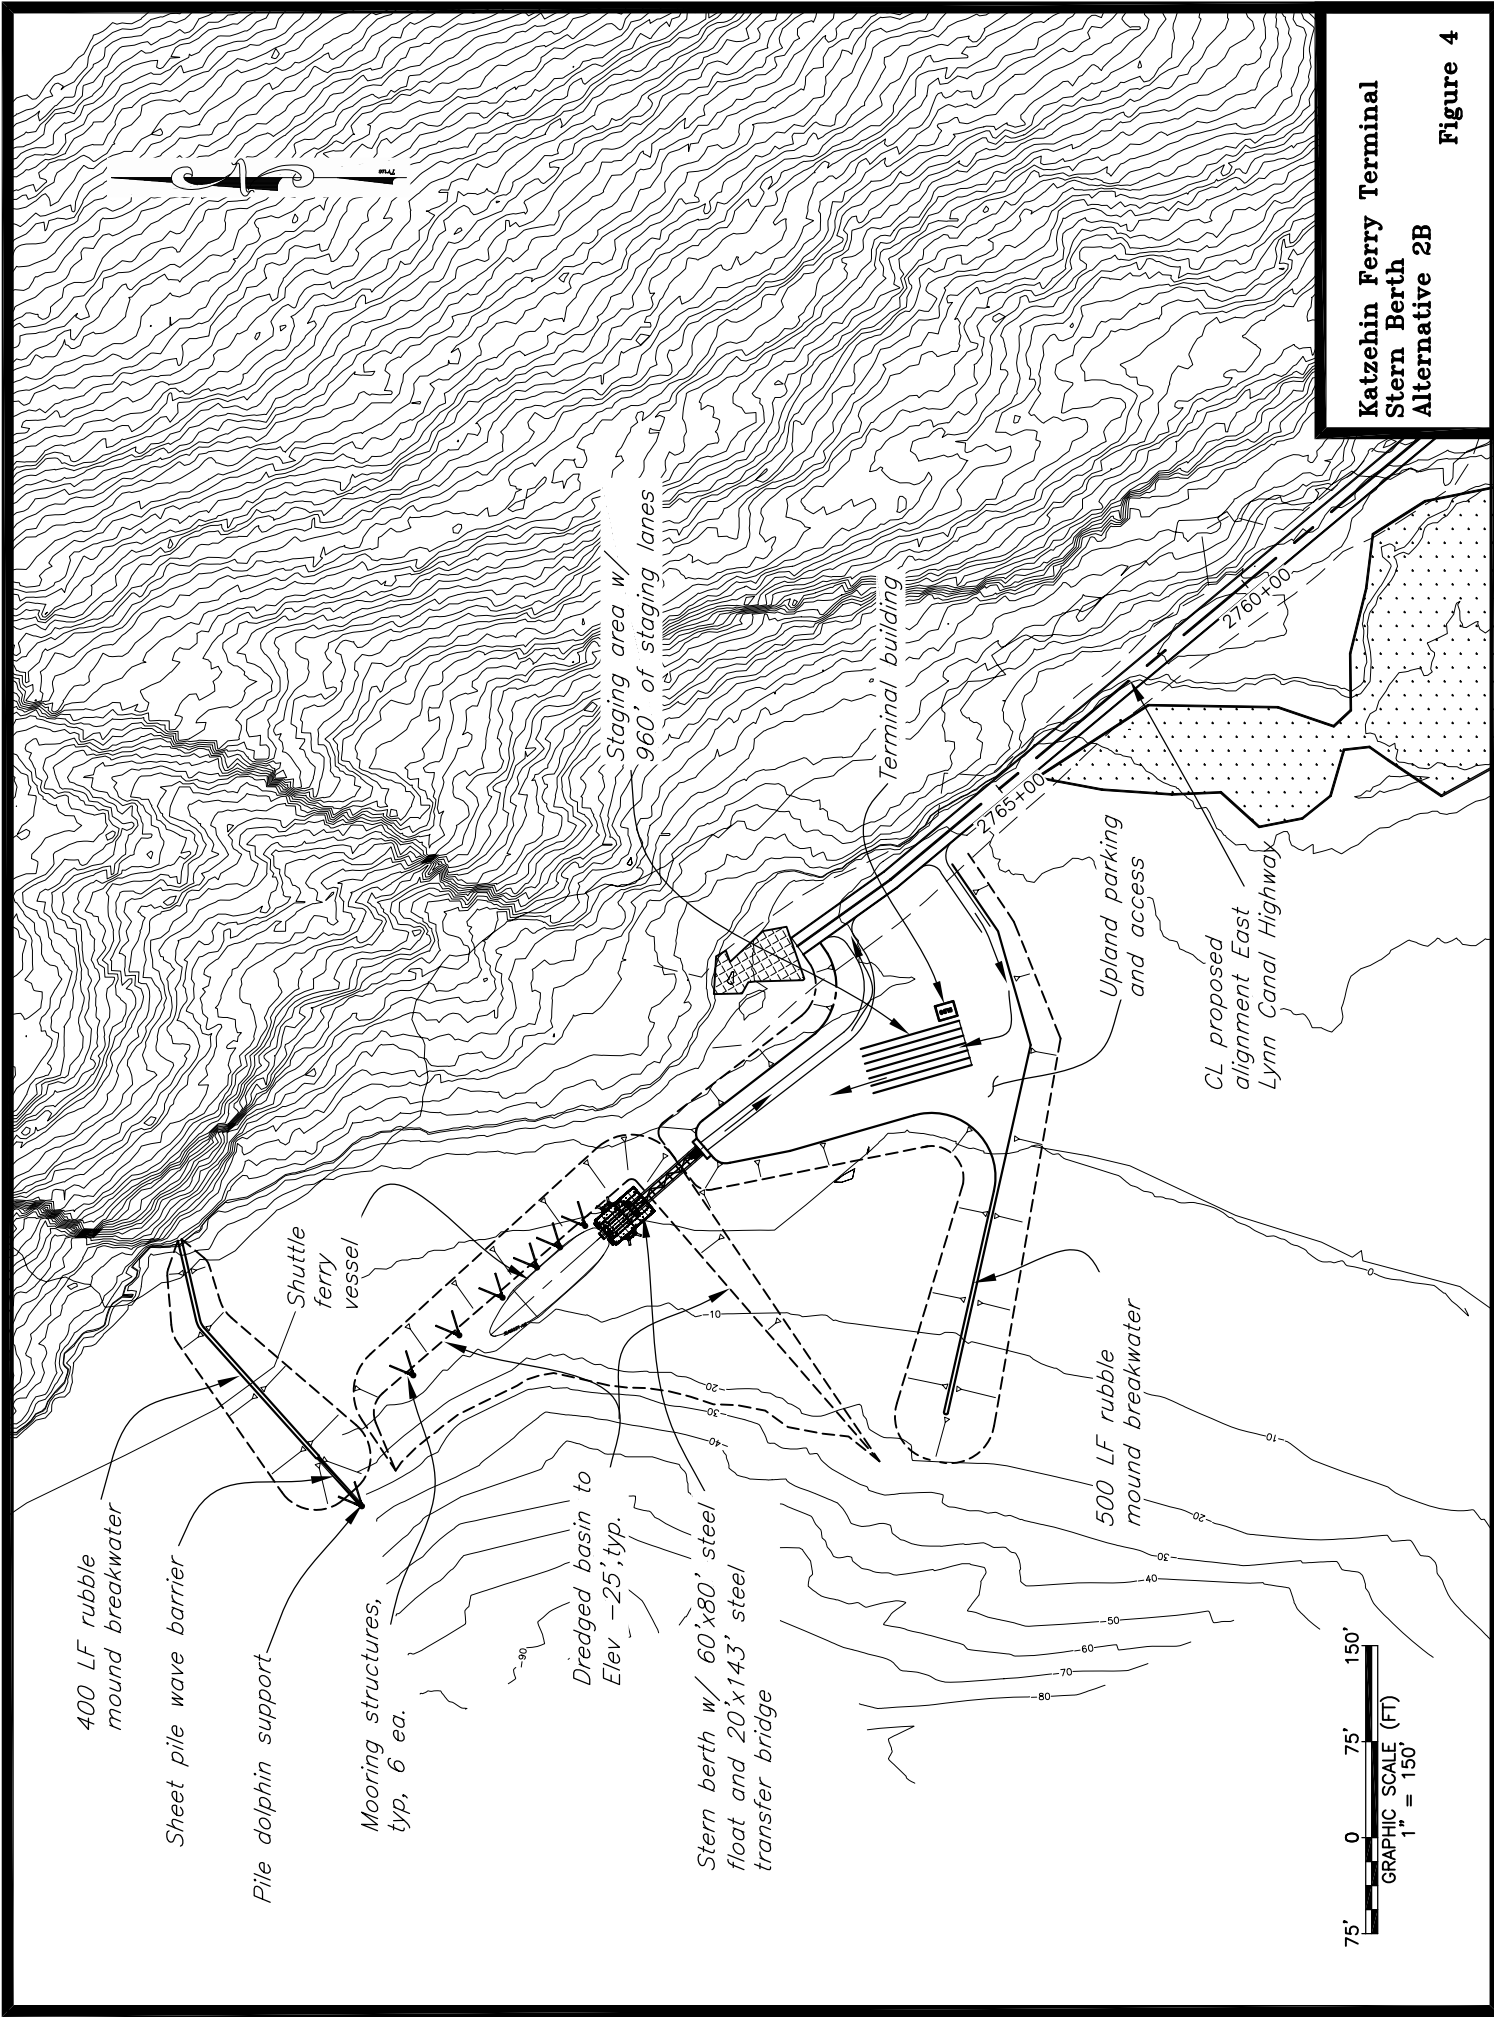 400 LF rubble
mound breakwater
Sheet pile wave barrier
Pile dolphin support
Mooring structures,
typ, 6 ea.
Shuttle
ferry
vessel
Dredged basin to
Elev -25', typ.
Stern berth w/ 60'x80' steel
float and 20'x143' steel
transfer bridge
Staging area w/
960' of staging lanes
Terminal building
Upland parking
and access
500 LF rubble
mound breakwater
CL proposed
alignment East
Lynn Canal Highway
2765+00
2760+00
0
-10
-10
-20
-20
-30
-30
-40
-40
-50
-60
-70
-80
-90
75'
0
75'
150'
GRAPHIC SCALE (FT)
1" = 150'
Katzehin Ferry Terminal
Stern Berth
Alternative 2B
Figure 4